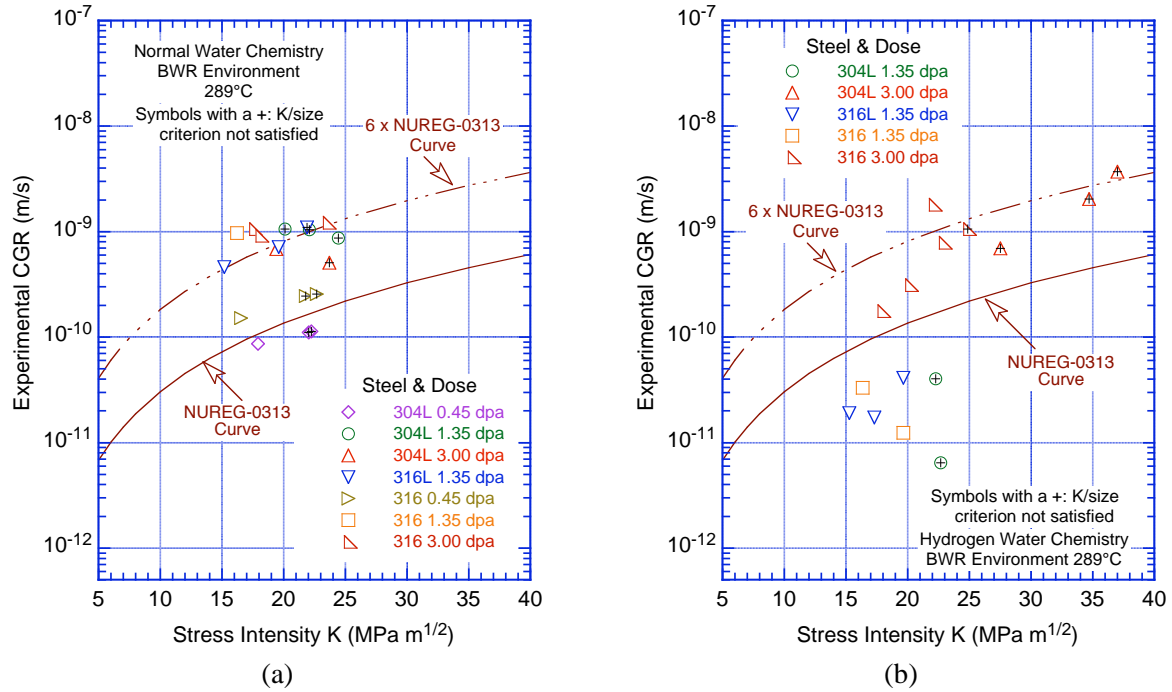 10⁻⁷
10⁻⁸
10⁻⁹
10⁻¹⁰
10⁻¹¹
10⁻¹²
Experimental CGR (m/s)
Normal Water Chemistry
BWR Environment
289°C
Symbols with a +: K/size
criterion not satisfied
6 x NUREG-0313
Curve
NUREG-0313
Curve
Steel & Dose
304L 0.45 dpa
304L 1.35 dpa
304L 3.00 dpa
316L 1.35 dpa
316 0.45 dpa
316 1.35 dpa
316 3.00 dpa
5 10 15 20 25 30 35 40
Stress Intensity K (MPa m¹/²)
(a)
10⁻⁷
10⁻⁸
10⁻⁹
10⁻¹⁰
10⁻¹¹
10⁻¹²
Experimental CGR (m/s)
Steel & Dose
304L 1.35 dpa
304L 3.00 dpa
316L 1.35 dpa
316 1.35 dpa
316 3.00 dpa
6 x NUREG-0313
Curve
NUREG-0313
Curve
Symbols with a +: K/size
criterion not satisfied
Hydrogen Water Chemistry
BWR Environment 289°C
5 10 15 20 25 30 35 40
Stress Intensity K (MPa m¹/²)
(b)